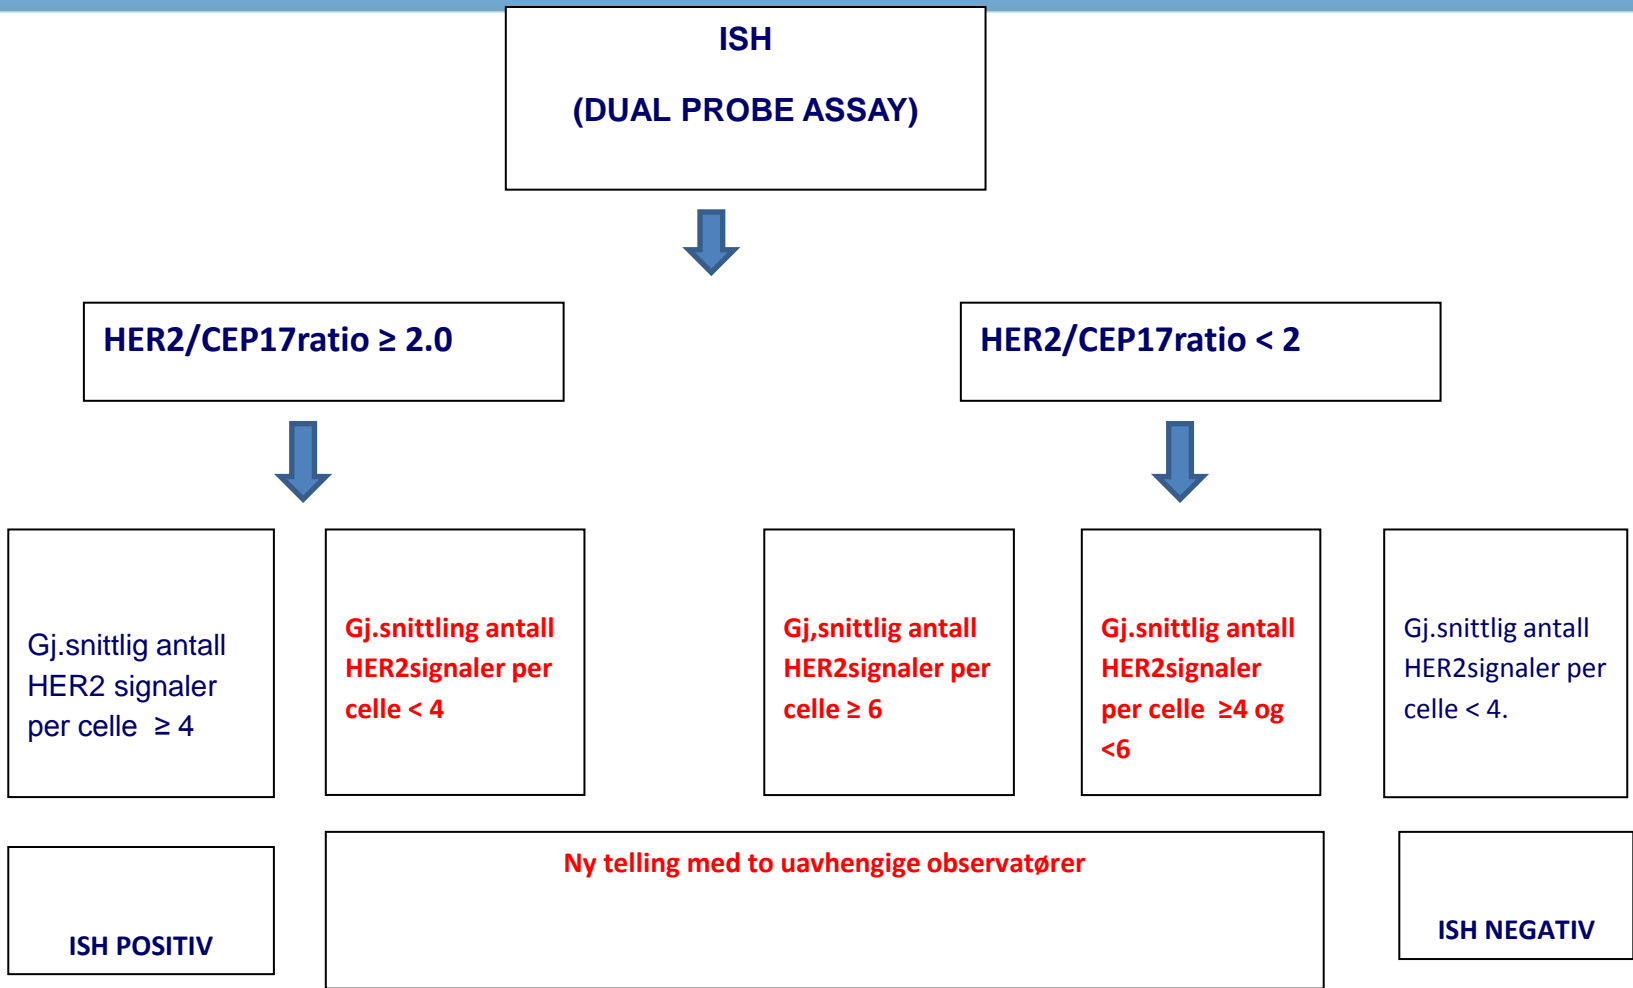 ISH
(DUAL PROBE ASSAY)
HER2/CEP17ratio ≥ 2.0
HER2/CEP17ratio < 2
Gj.snittlig antall
HER2 signaler
per celle ≥ 4
Gj.snittling antall
HER2signaler per
celle < 4
Gj,snittlig antall
HER2signaler per
celle ≥ 6
Gj.snittlig antall
HER2signaler
per celle ≥4 og
<6
Gj.snittlig antall
HER2signaler per
celle < 4.
ISH POSITIV
Ny telling med to uavhengige observatører
ISH NEGATIV